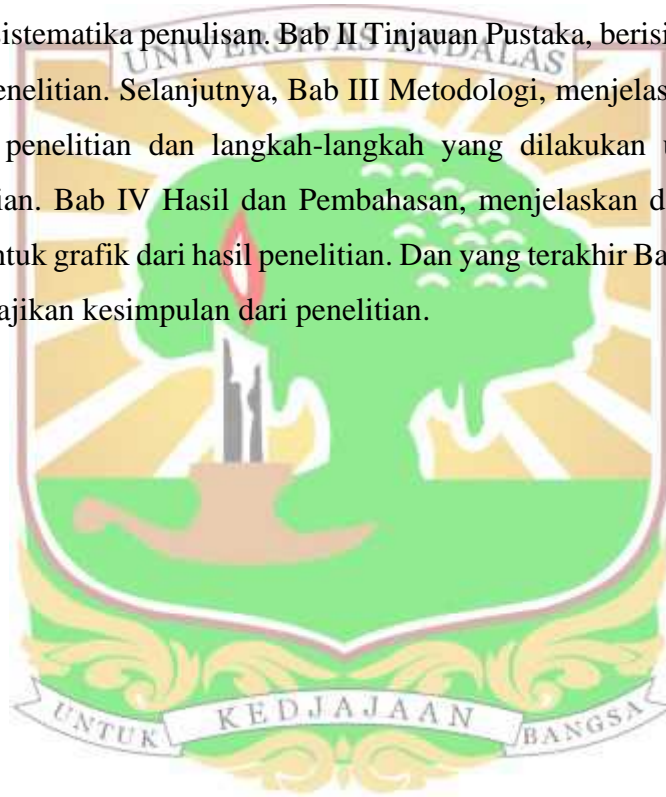 istematika penulisan. Bab II Tinjauan Pustaka, berisi
UNIVERSITAS ANDALAS
enelitian. Selanjutnya, Bab III Metodologi, menjelas
penelitian dan langkah-langkah yang dilakukan u
ian. Bab IV Hasil dan Pembahasan, menjelaskan d
ntuk grafik dari hasil penelitian. Dan yang terakhir Ba
ajikan kesimpulan dari penelitian.
UNTUK KEDJAJAAN BANGSA